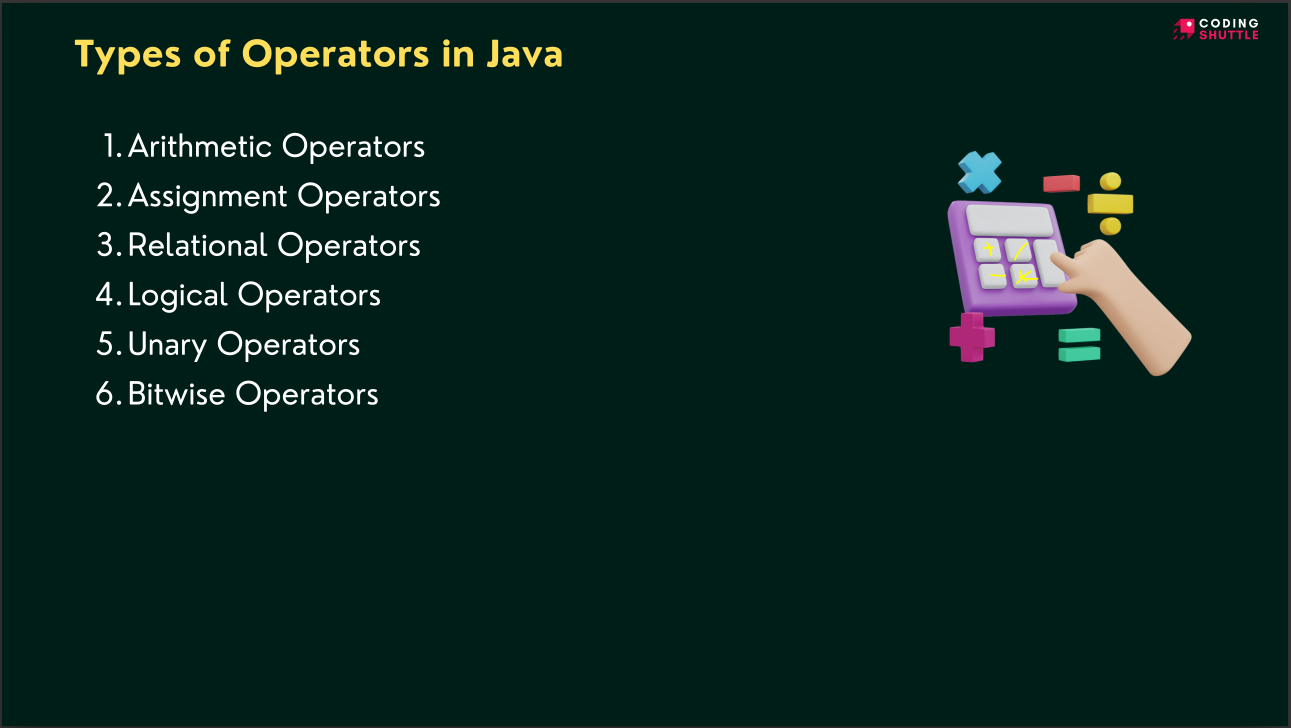 CODING
SHUTTLE
Types of Operators in Java
1. Arithmetic Operators
2. Assignment Operators
3. Relational Operators
4. Logical Operators
5. Unary Operators
6. Bitwise Operators